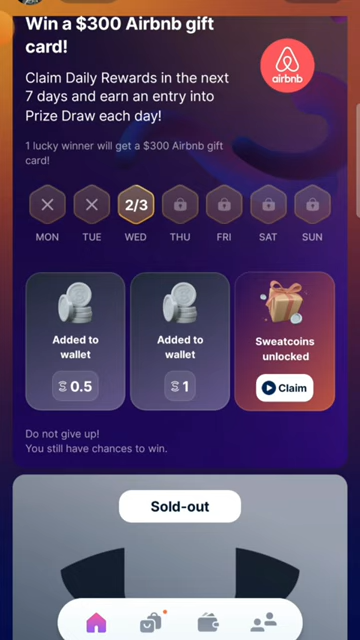 Win a $300 Airbnb gift
card!
airbnb
Claim Daily Rewards in the next
7 days and earn an entry into
Prize Draw each day!
1 lucky winner will get a $300 Airbnb gift
card!
2/3
MON TUE WED THU FRI SAT SUN
Added to
wallet
0.5
Added to
wallet
1
Sweatcoins
unlocked
Claim
Do not give up!
You still have chances to win.
Sold-out